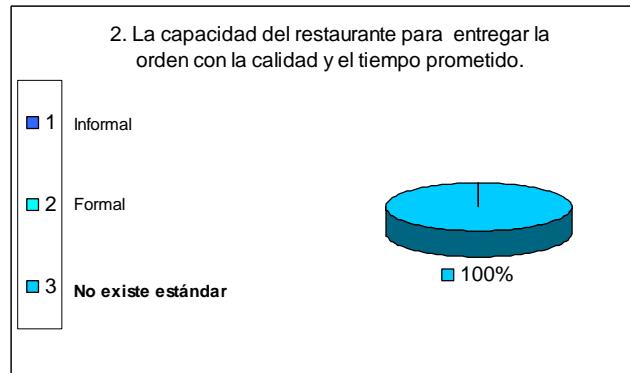 2. La capacidad del restaurante para entregar la
orden con la calidad y el tiempo prometido.
1 Informal
2 Formal
3 No existe estándar
100%